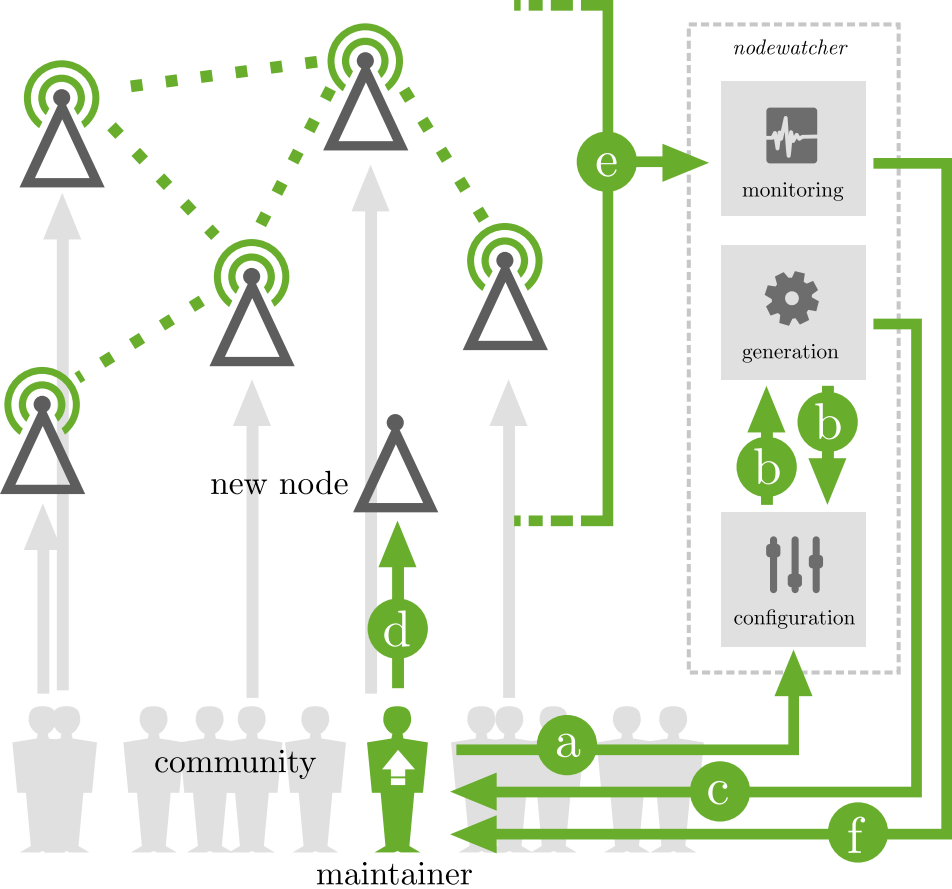 nodewatcher
e
monitoring
generation
b
b
new node
configuration
d
community
a
c
f
maintainer